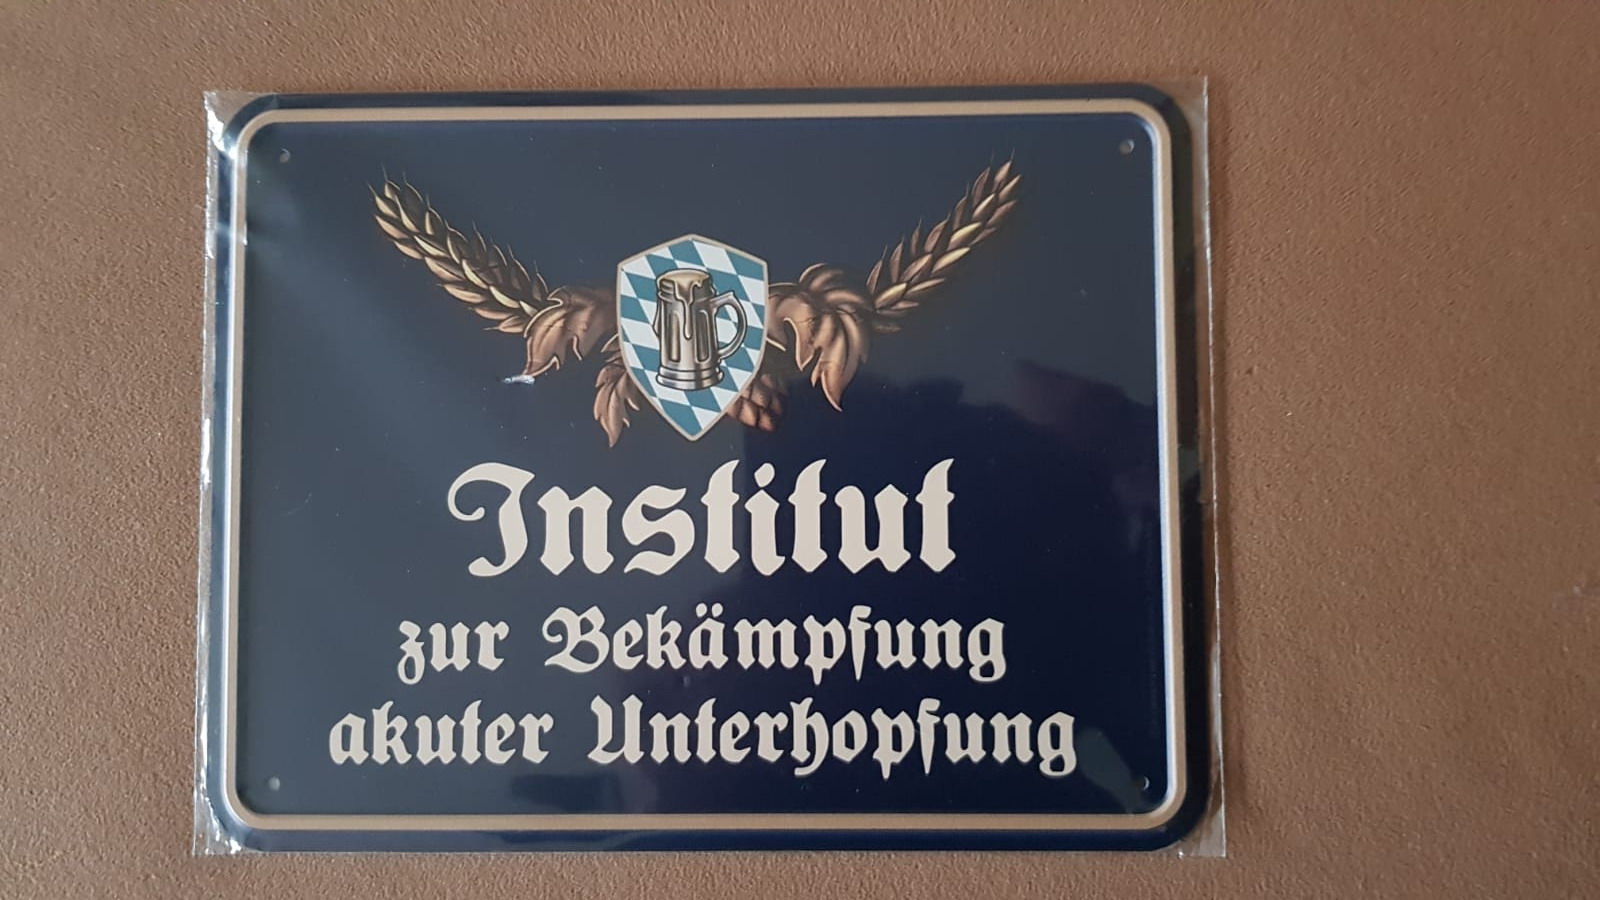 Institut
zur Bekämpfung
akuter Unterhopfung